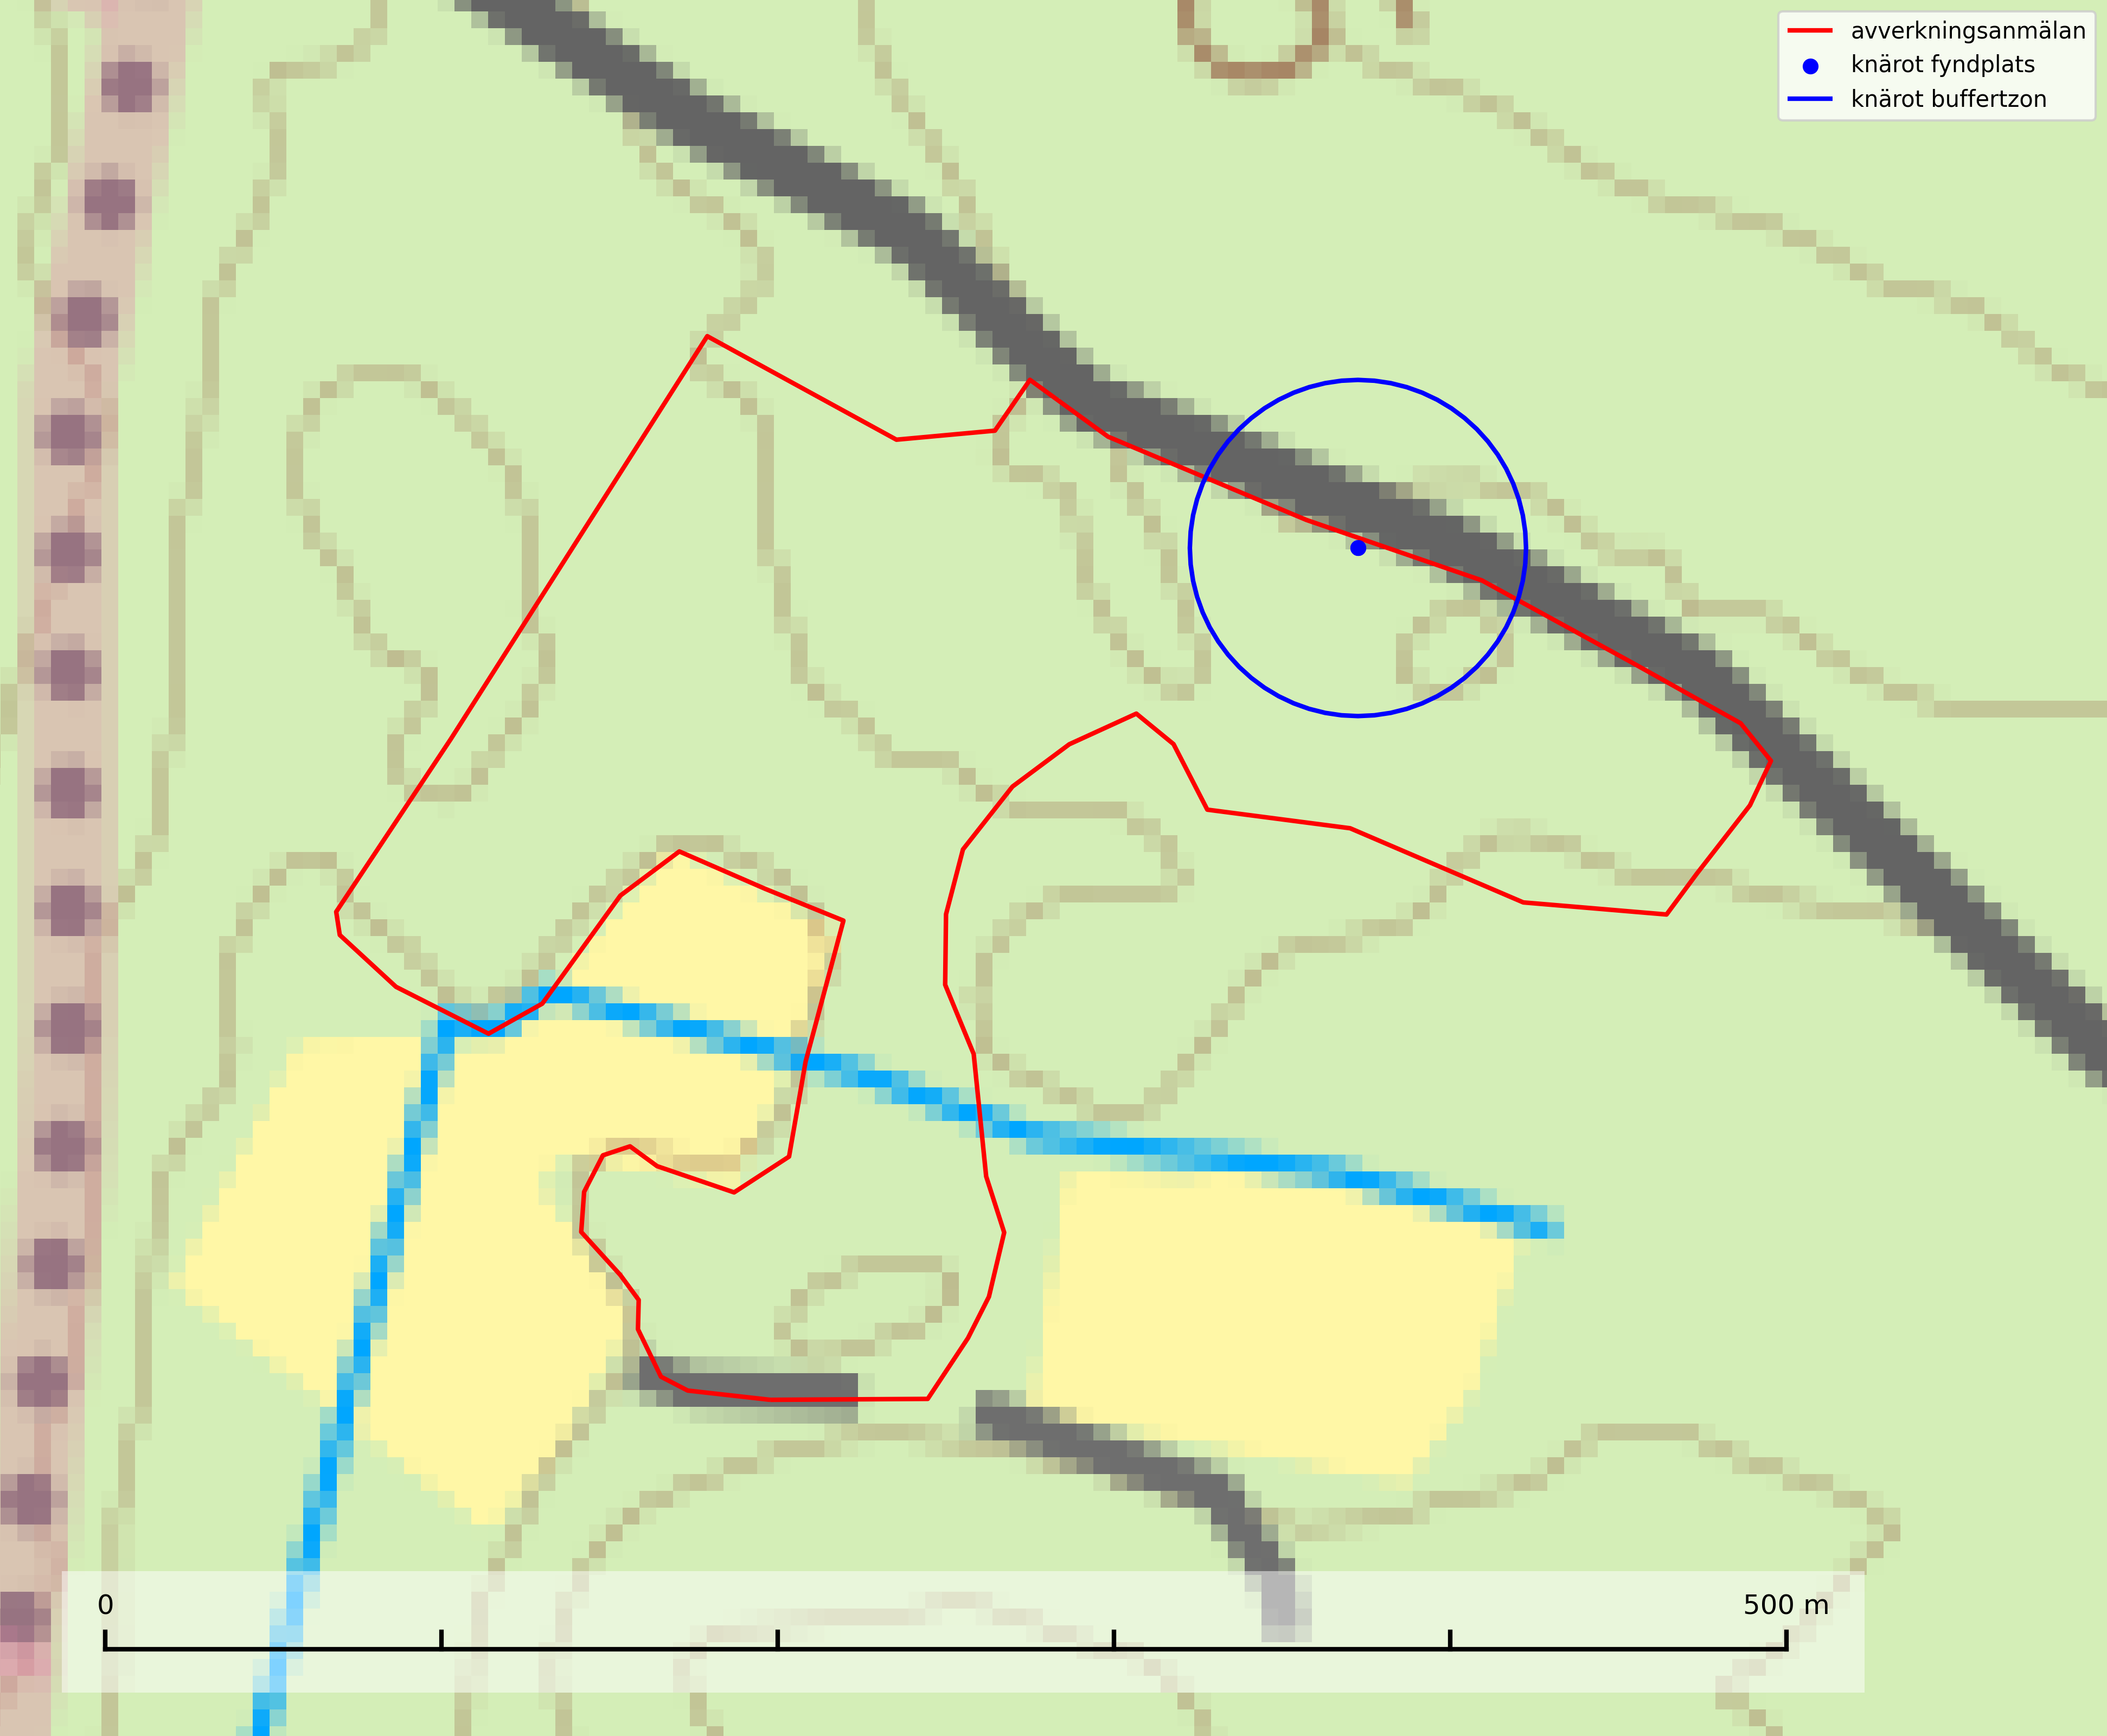 avverkningsanmälan
knärot fyndplats
knärot buffertzon
0
500 m